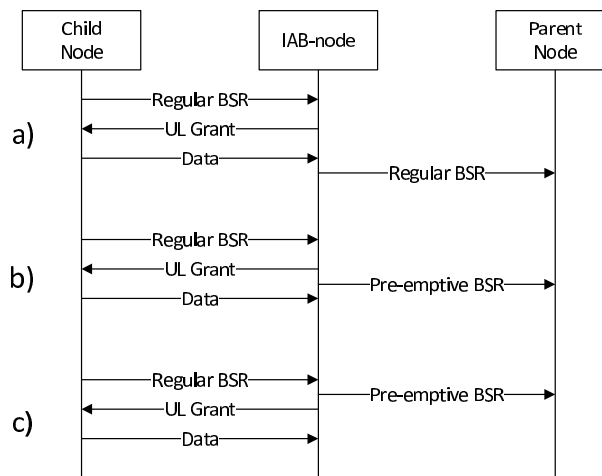 Child
Node
IAB-node
Parent
Node
a)
Regular BSR
UL Grant
Data
Regular BSR
b)
Regular BSR
UL Grant
Pre-emptive BSR
Data
c)
Regular BSR
Pre-emptive BSR
UL Grant
Data